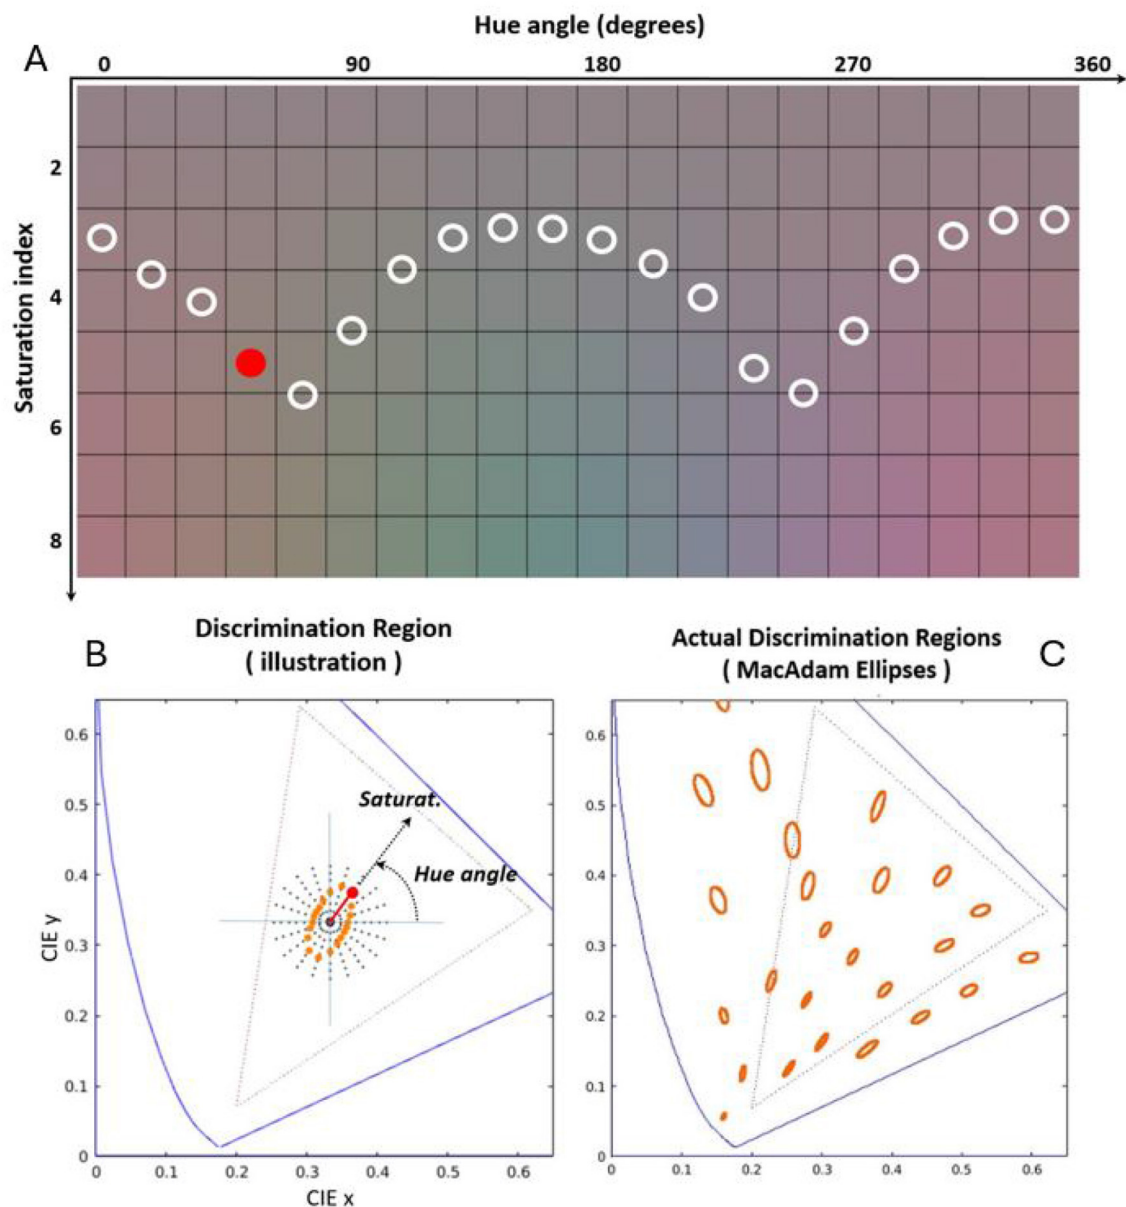 Hue angle (degrees)
A
0 90 180 270 360
Saturation index
2
4
6
8
B
Discrimination Region
( illustration )
Actual Discrimination Regions
( MacAdam Ellipses )
C
Saturat.
Hue angle
CIE y
0.6
0.5
0.4
0.3
0.2
0.1
0
0 0.1 0.2 0.3 0.4 0.5 0.6
CIE x
0.6
0.5
0.4
0.3
0.2
0.1
0
0 0.1 0.2 0.3 0.4 0.5 0.6